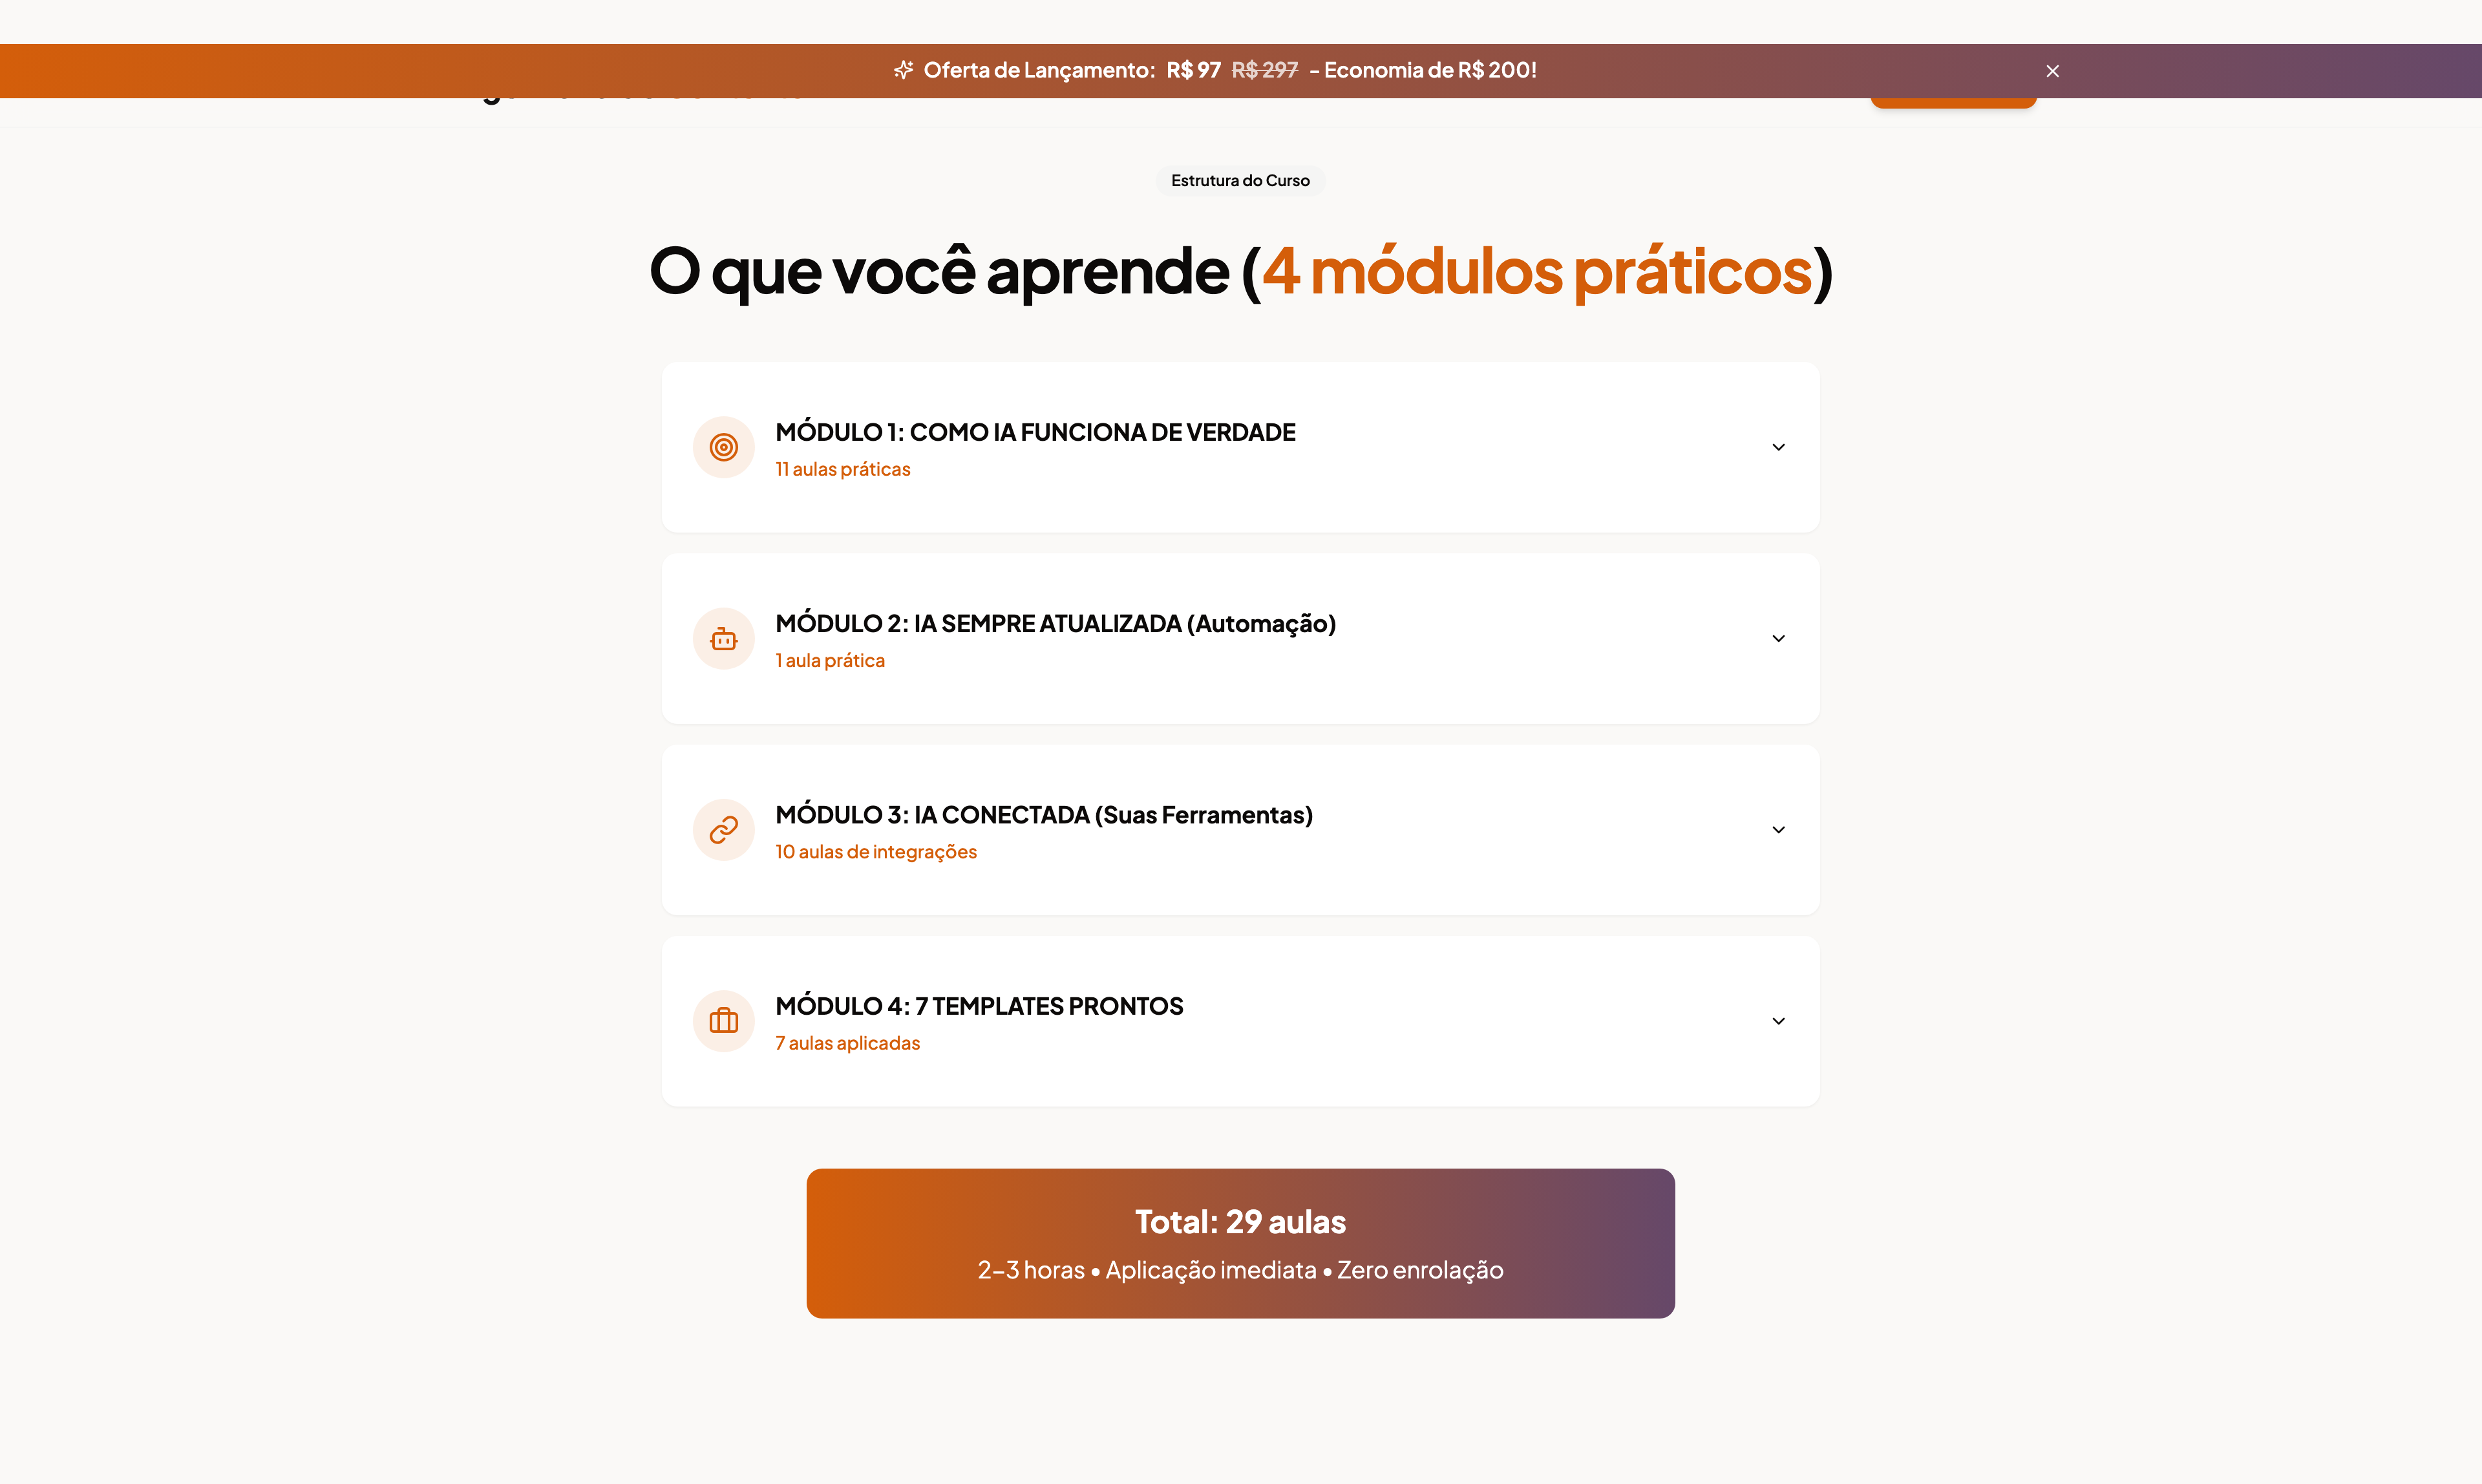 Oferta de Lançamento: R$ 97 R$ 297 - Economia de R$ 200!
Estrutura do Curso
O que você aprende (4 módulos práticos)
MÓDULO 1: COMO IA FUNCIONA DE VERDADE
11 aulas práticas
MÓDULO 2: IA SEMPRE ATUALIZADA (Automação)
1 aula prática
MÓDULO 3: IA CONECTADA (Suas Ferramentas)
10 aulas de integrações
MÓDULO 4: 7 TEMPLATES PRONTOS
7 aulas aplicadas
Total: 29 aulas
2–3 horas • Aplicação imediata • Zero enrolação